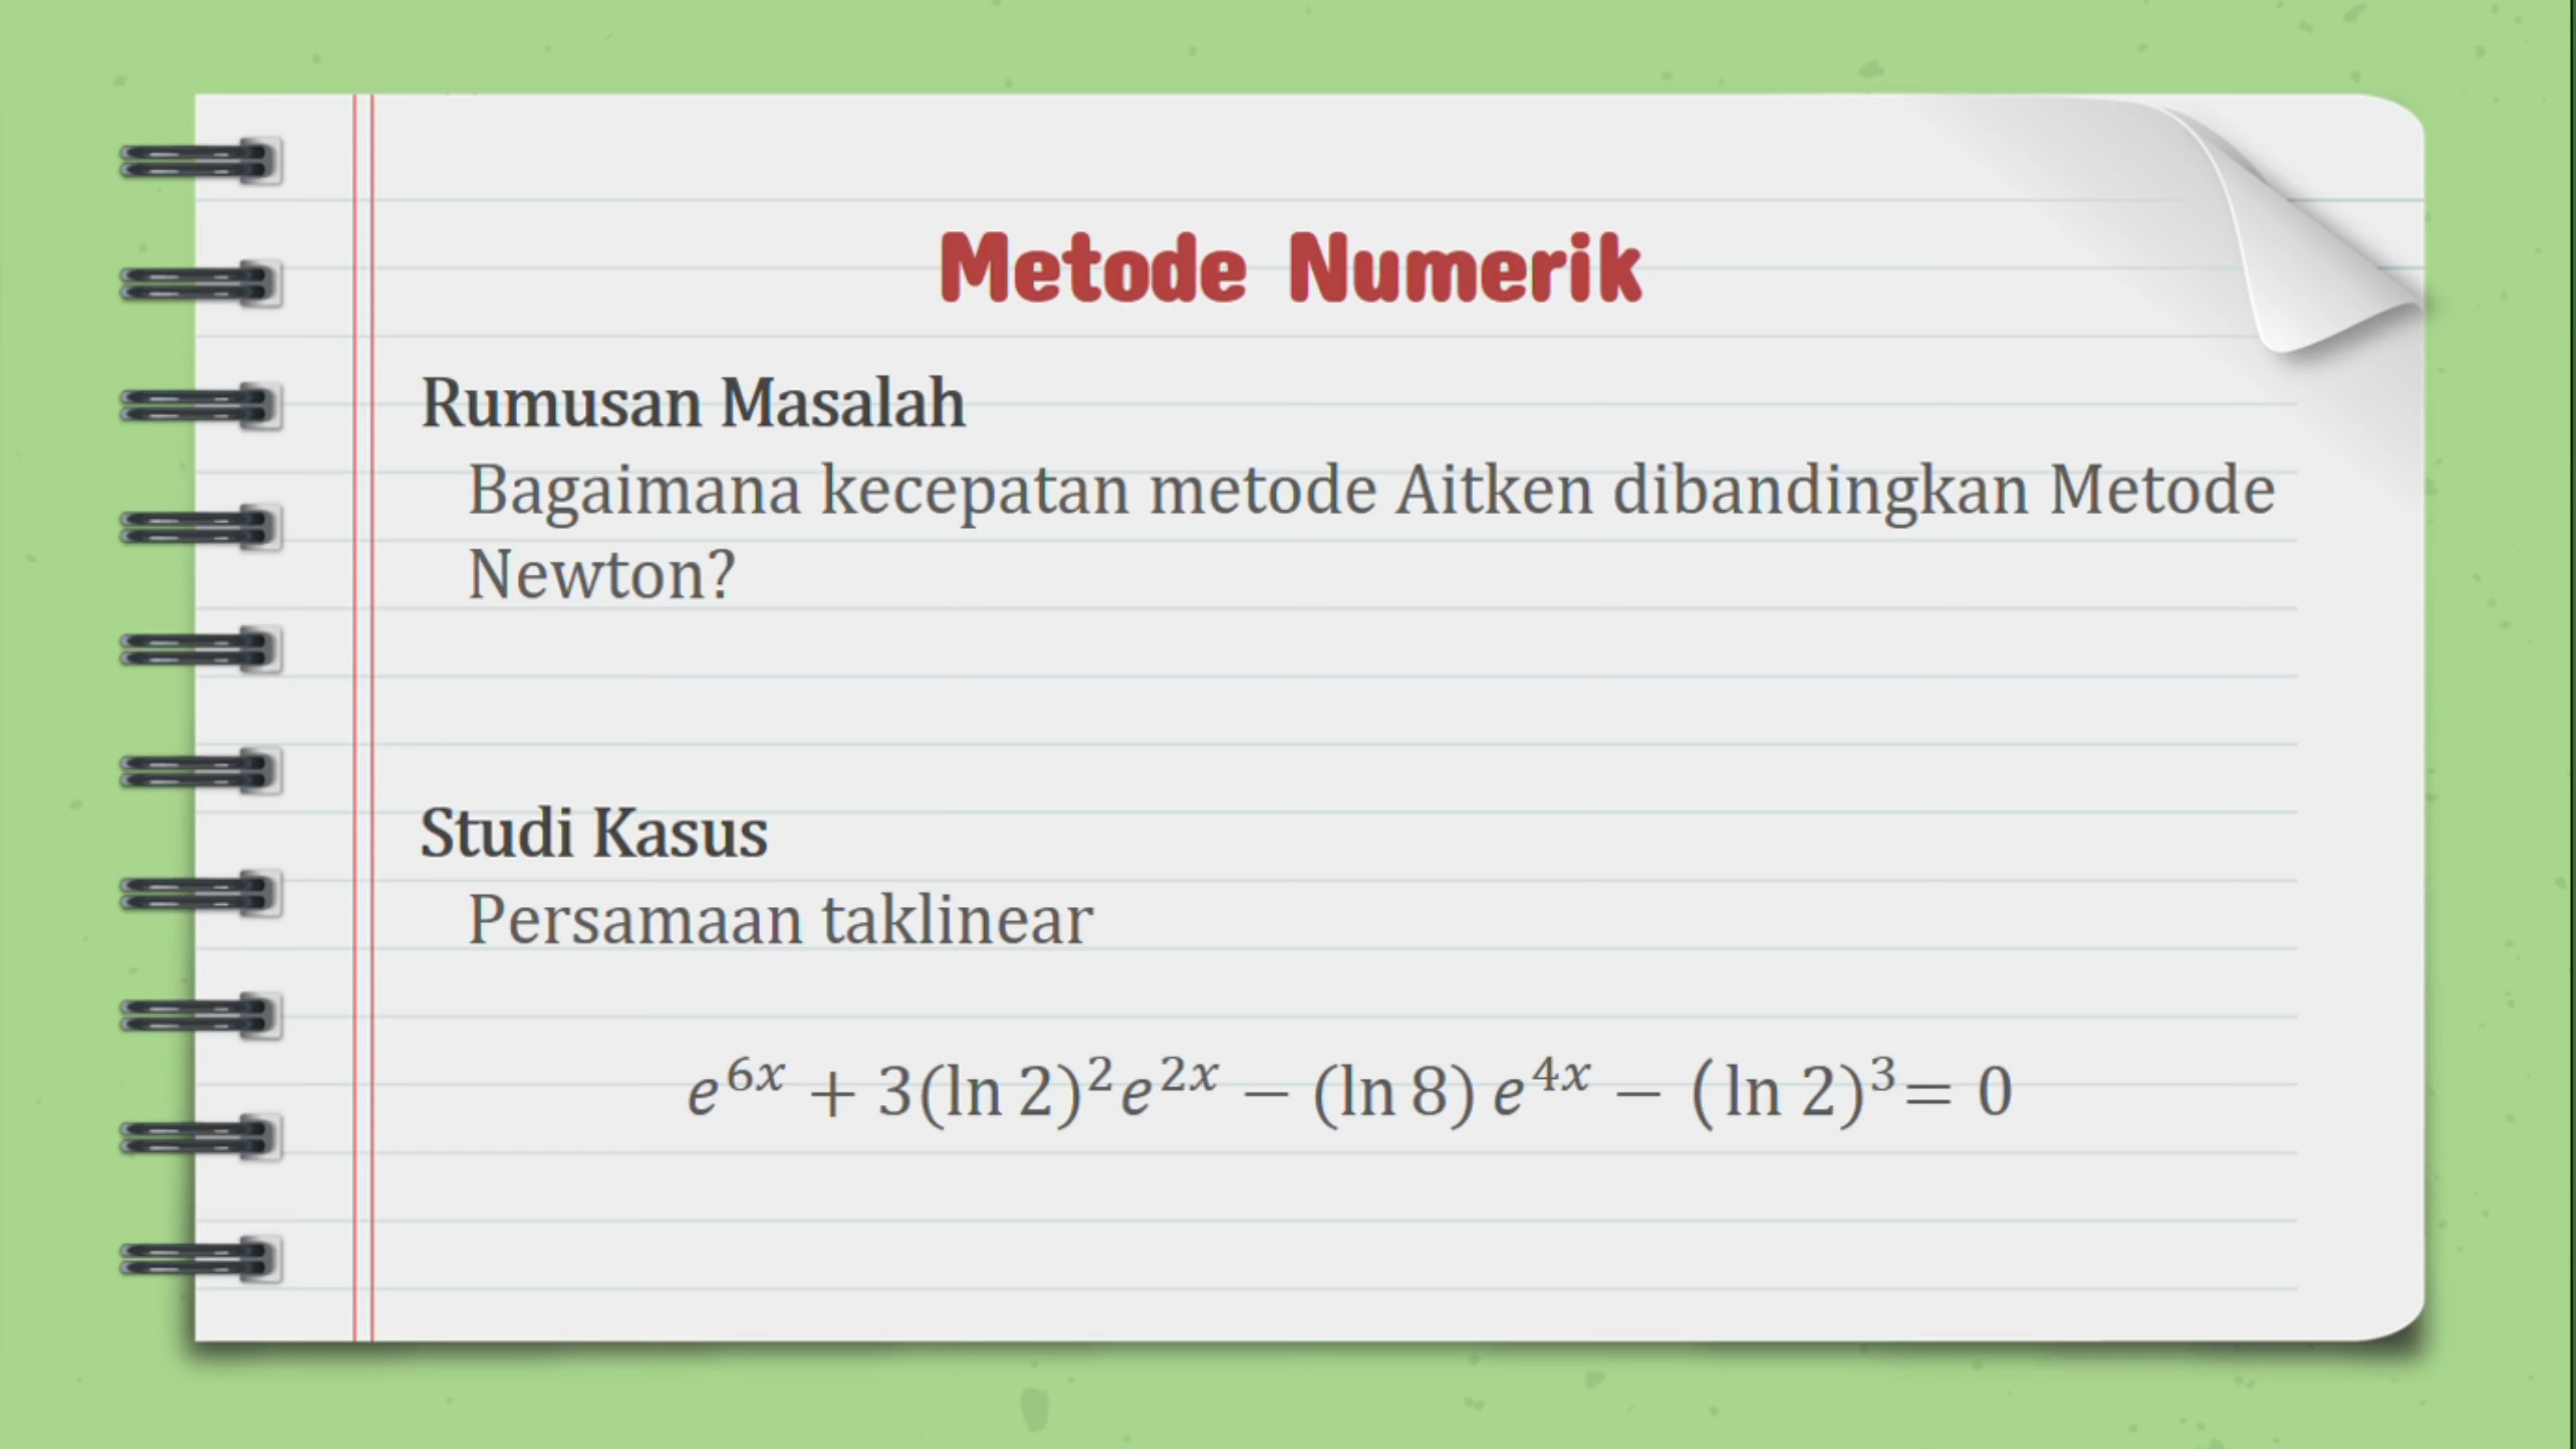 Metode Numerik
Rumusan Masalah
Bagaimana kecepatan metode Aitken dibandingkan Metode
Newton?
Studi Kasus
Persamaan taklinear
e^{6x} + 3(ln 2)^2 e^{2x} − (ln 8) e^{4x} − (ln 2)^3 = 0